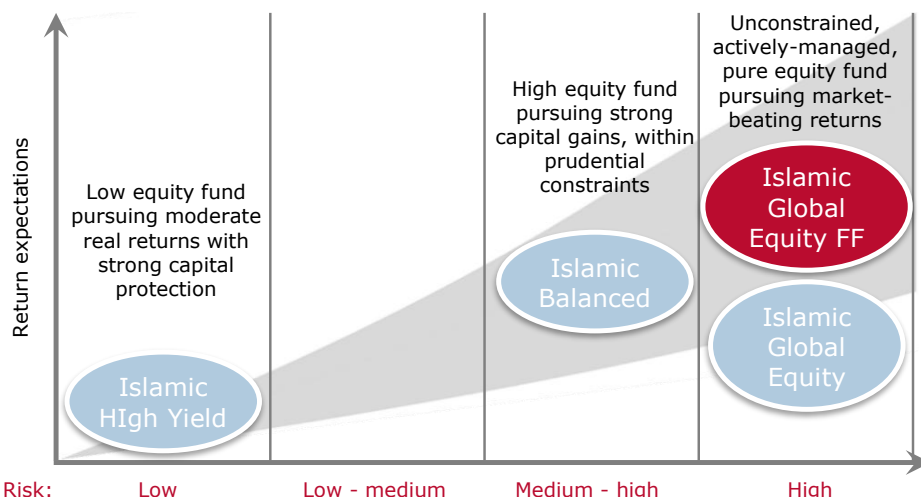 Return expectations
Low equity fund
pursuing moderate
real returns with
strong capital
protection
Islamic
HIgh Yield
High equity fund
pursuing strong
capital gains, within
prudential
constraints
Islamic
Balanced
Unconstrained,
actively-managed,
pure equity fund
pursuing market-
beating returns
Islamic
Global
Equity FF
Islamic
Global
Equity
Risk: Low Low - medium Medium - high High